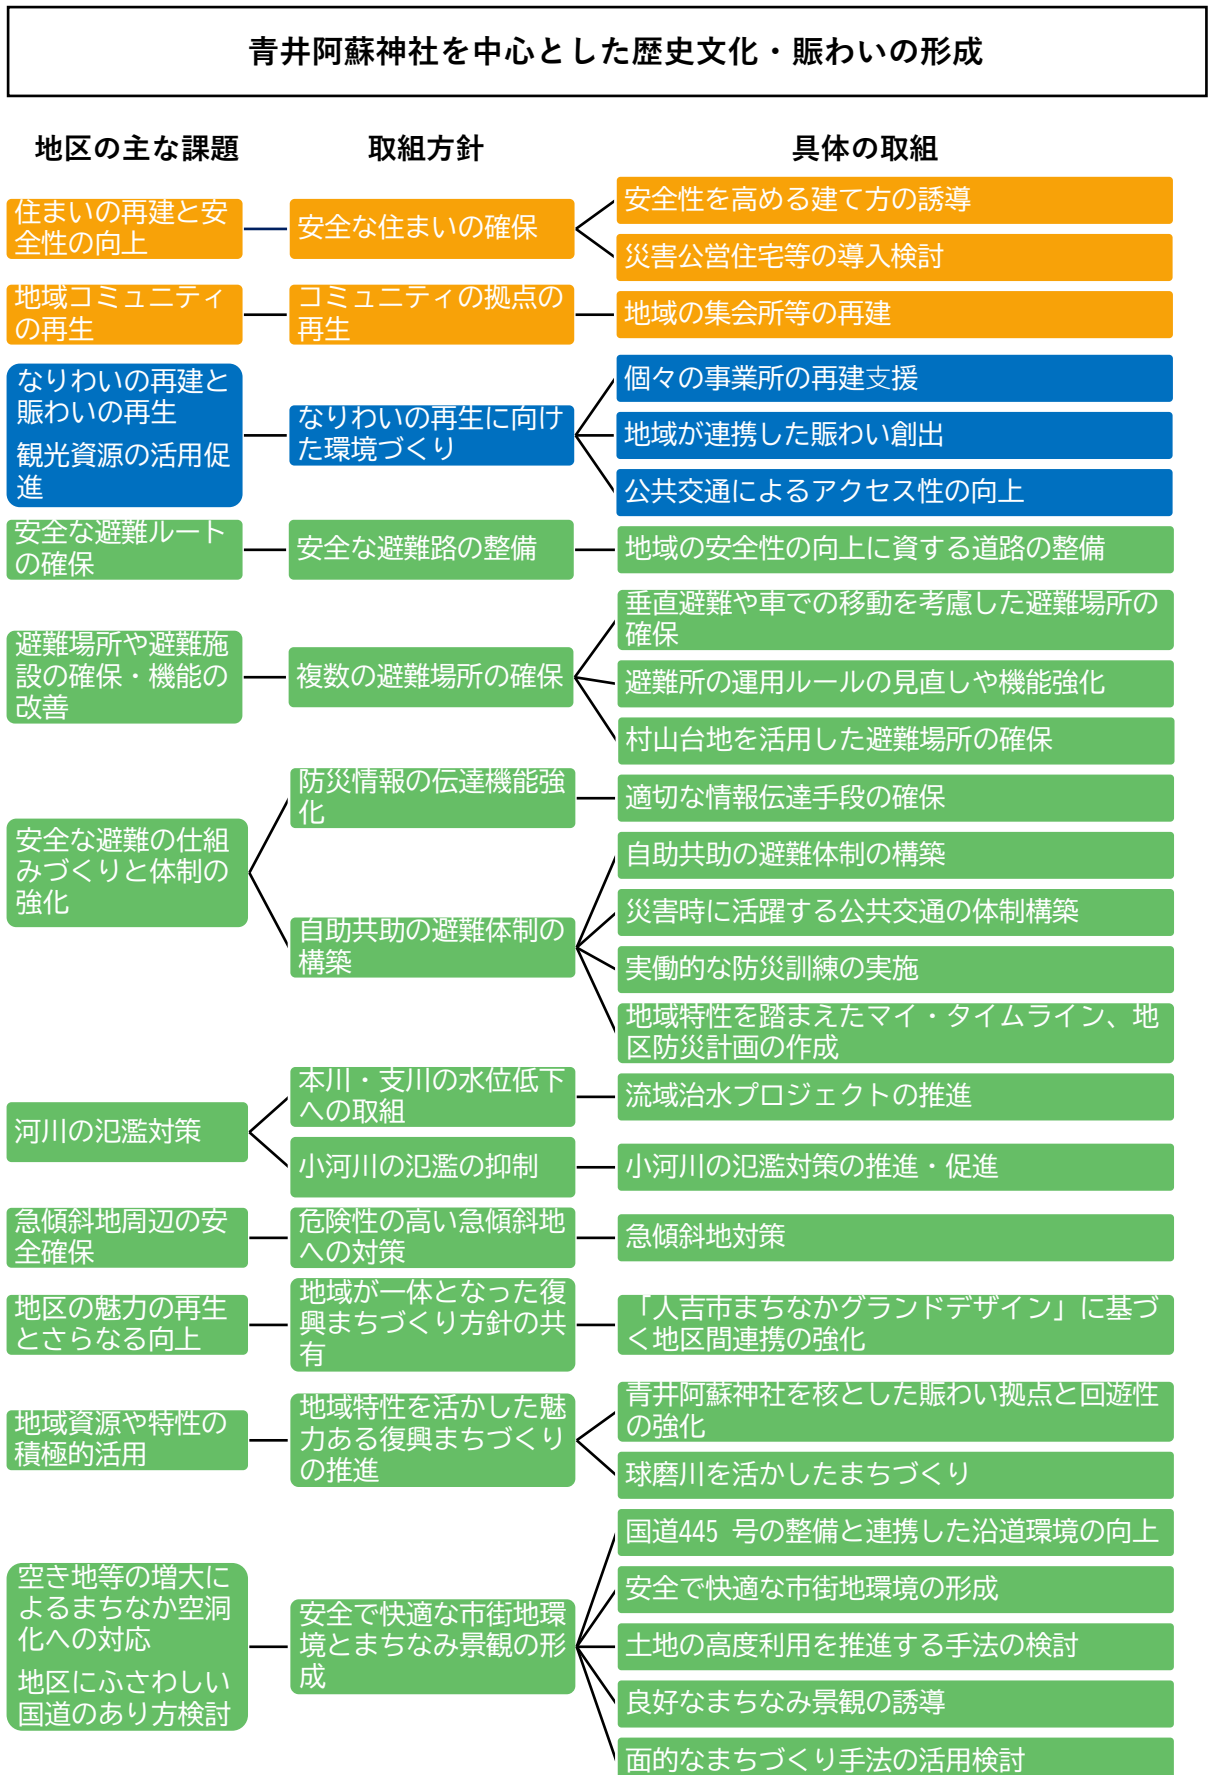 青井阿蘇神社を中心とした歴史文化・賑わいの形成
地区の主な課題
取組方針
具体の取組
住まいの再建と安
全性の向上
安全な住まいの確保
安全性を高める建て方の誘導
災害公営住宅等の導入検討
地域コミュニティ
の再生
コミュニティの拠点の
再生
地域の集会所等の再建
なりわいの再建と
賑わいの再生
観光資源の活用促
進
なりわいの再生に向け
た環境づくり
個々の事業所の再建支援
地域が連携した賑わい創出
公共交通によるアクセス性の向上
安全な避難ルート
の確保
安全な避難路の整備
地域の安全性の向上に資する道路の整備
避難場所や避難施
設の確保・機能の
改善
複数の避難場所の確保
垂直避難や車での移動を考慮した避難場所の
確保
避難所の運用ルールの見直しや機能強化
村山台地を活用した避難場所の確保
安全な避難の仕組
みづくりと体制の
強化
防災情報の伝達機能強
化
適切な情報伝達手段の確保
自助共助の避難体制の
構築
自助共助の避難体制の構築
災害時に活躍する公共交通の体制構築
実働的な防災訓練の実施
地域特性を踏まえたマイ・タイムライン、地
区防災計画の作成
河川の氾濫対策
本川・支川の水位低下
への取組
流域治水プロジェクトの推進
小河川の氾濫の抑制
小河川の氾濫対策の推進・促進
急傾斜地周辺の安
全確保
危険性の高い急傾斜地
への対策
急傾斜地対策
地区の魅力の再生
とさらなる向上
地域が一体となった復
興まちづくり方針の共
有
「人吉市まちなかグランドデザイン」に基づ
く地区間連携の強化
地域資源や特性の
積極的活用
地域特性を活かした魅
力ある復興まちづくり
の推進
青井阿蘇神社を核とした賑わい拠点と回遊性
の強化
球磨川を活かしたまちづくり
空き地等の増大に
よるまちなか空洞
化への対応
地区にふさわしい
国道のあり方検討
安全で快適な市街地環
境とまちなみ景観の形
成
国道445 号の整備と連携した沿道環境の向上
安全で快適な市街地環境の形成
土地の高度利用を推進する手法の検討
良好なまちなみ景観の誘導
面的なまちづくり手法の活用検討